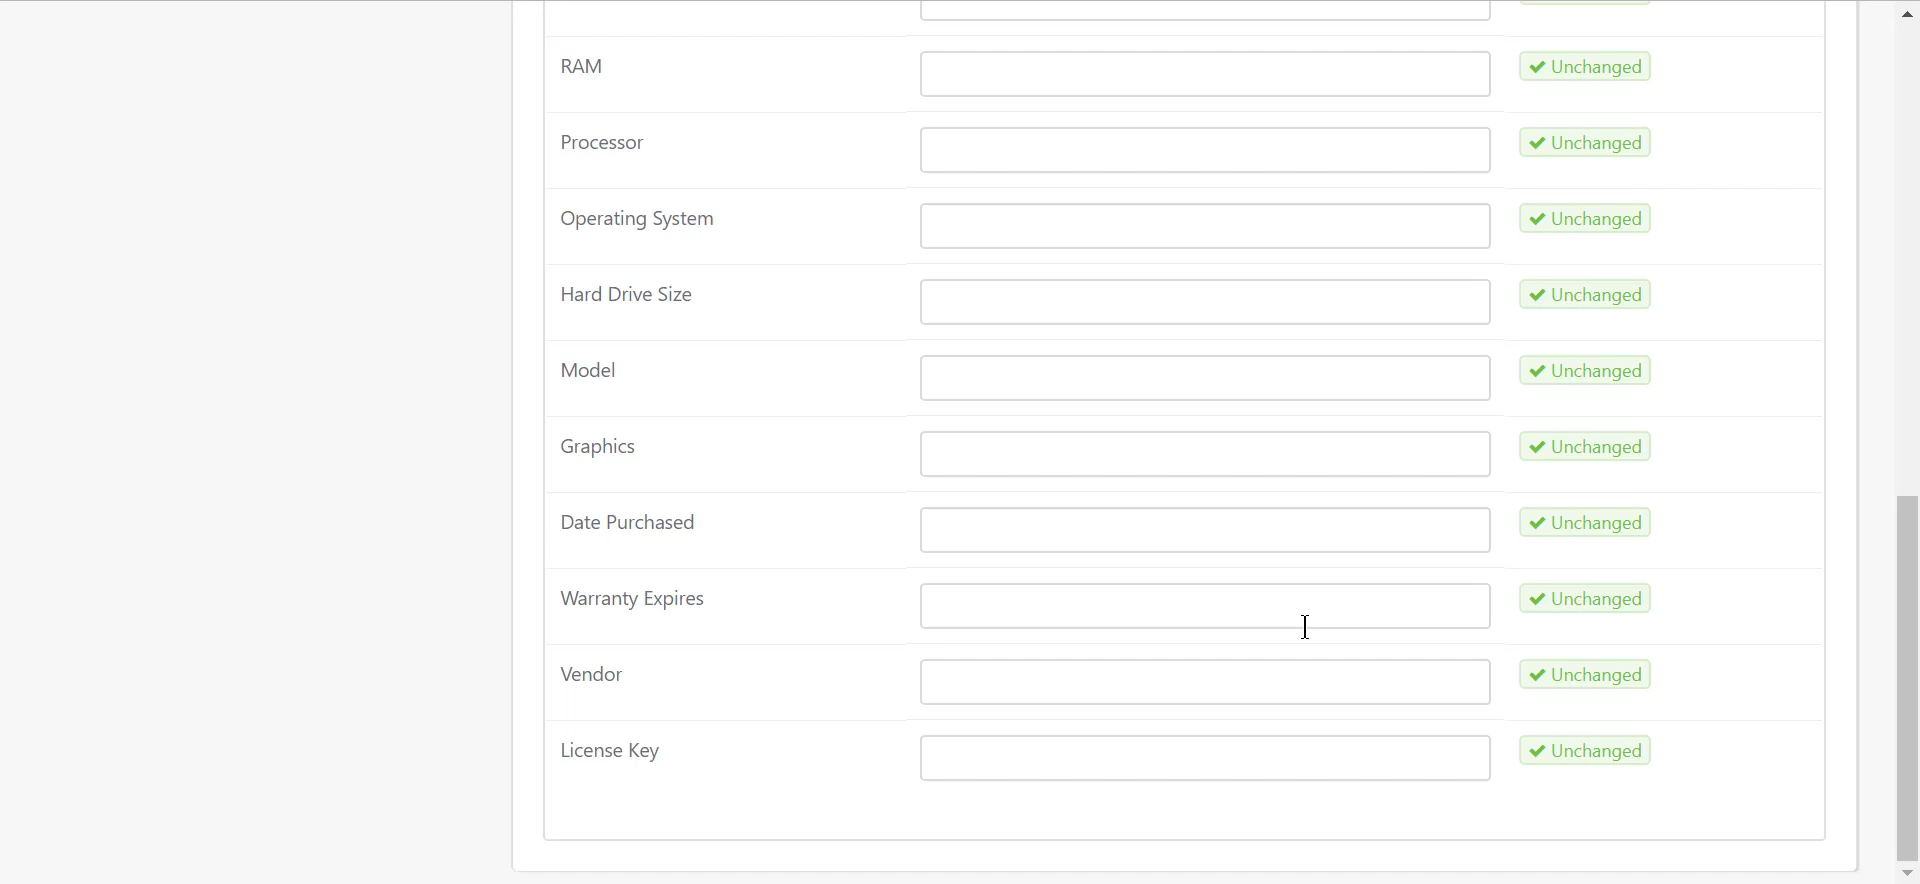 RAM Unchanged
Processor Unchanged
Operating System Unchanged
Hard Drive Size Unchanged
Model Unchanged
Graphics Unchanged
Date Purchased Unchanged
Warranty Expires Unchanged
Vendor Unchanged
License Key Unchanged